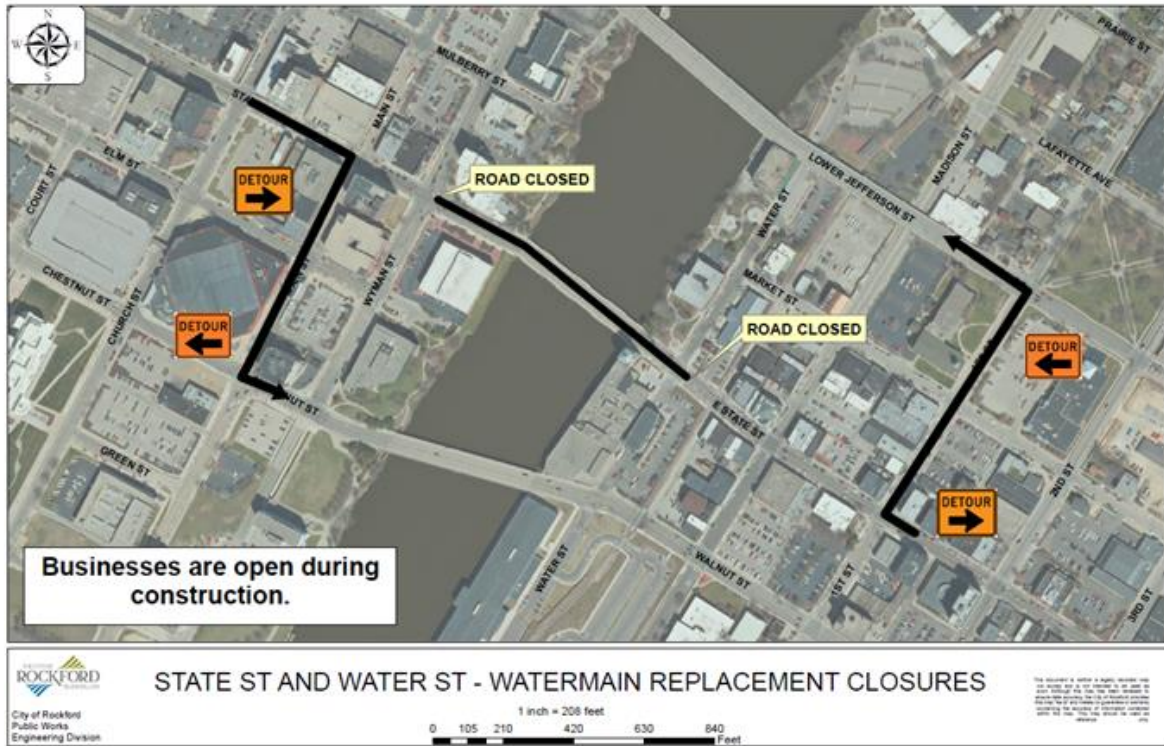 N
W E
S
PRAIRIE ST
MULBERRY ST
MAIN ST
ELM ST
COURT ST
DETOUR
ROAD CLOSED
MADISON ST
LAFAYETTE AVE
LOWER JEFFERSON ST
WATER ST
CHESTNUT ST
CHURCH ST
WYMAN ST
MARKET ST
DETOUR
ROAD CLOSED
DETOUR
E STATE ST
GREEN ST
2ND ST
DETOUR
Businesses are open during
construction.
WATER ST
WALNUT ST
1ST ST
3RD ST
ROCKFORD
City of Rockford
Public Works
Engineering Division
STATE ST AND WATER ST - WATERMAIN REPLACEMENT CLOSURES
1 inch = 208 feet
0 105 210 420 630 840
Feet